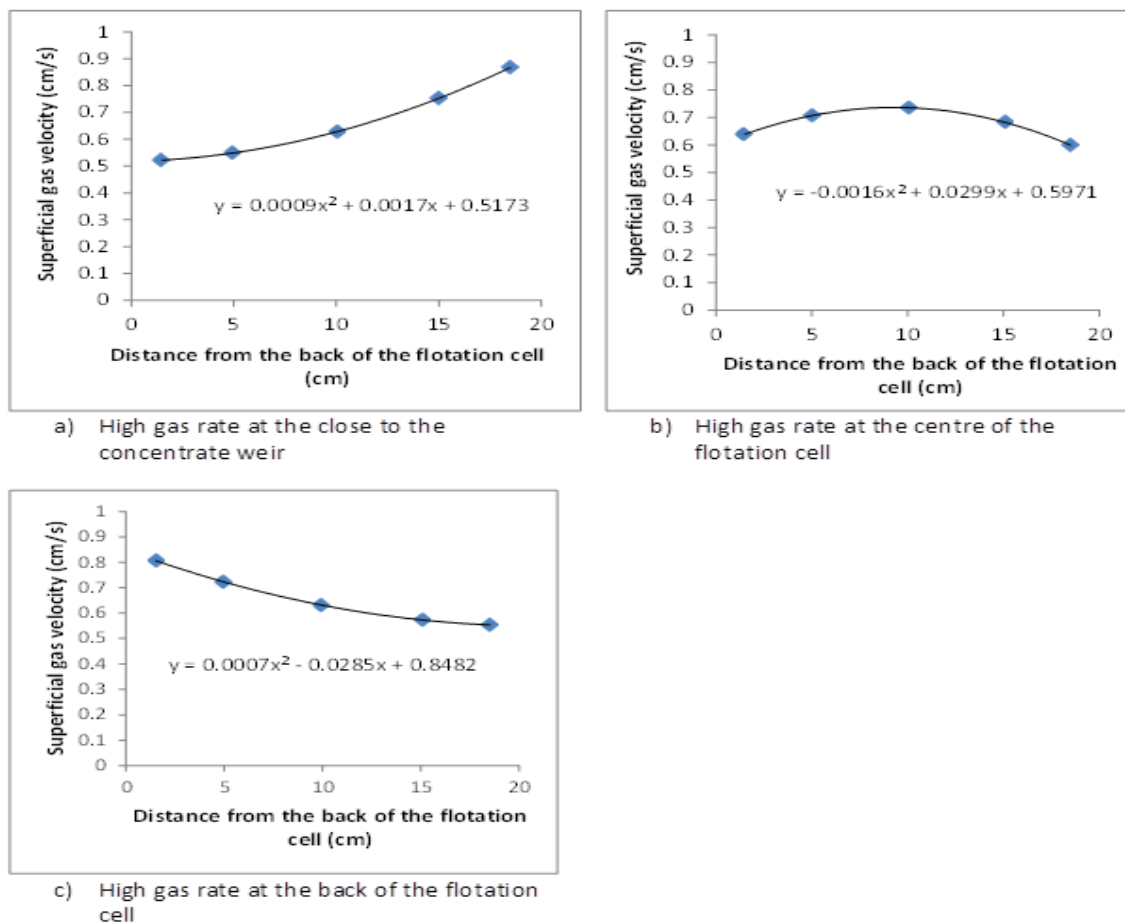 Superficial gas velocity (cm/s)
1
0.9
0.8
0.7
0.6
0.5
0.4
0.3
0.2
0.1
0
y = 0.0009x² + 0.0017x + 0.5173
0 5 10 15 20
Distance from the back of the flotation cell
(cm)
a) High gas rate at the close to the
concentrate weir
Superficial gas velocity (cm/s)
1
0.9
0.8
0.7
0.6
0.5
0.4
0.3
0.2
0.1
0
y = -0.0016x² + 0.0299x + 0.5971
0 5 10 15 20
Distance from the back of the flotation
cell (cm)
b) High gas rate at the centre of the
flotation cell
Superficial gas velocity (cm/s)
1
0.9
0.8
0.7
0.6
0.5
0.4
0.3
0.2
0.1
0
y = 0.0007x² - 0.0285x + 0.8482
0 5 10 15 20
Distance from the back of the flotation
cell (cm)
c) High gas rate at the back of the flotation
cell